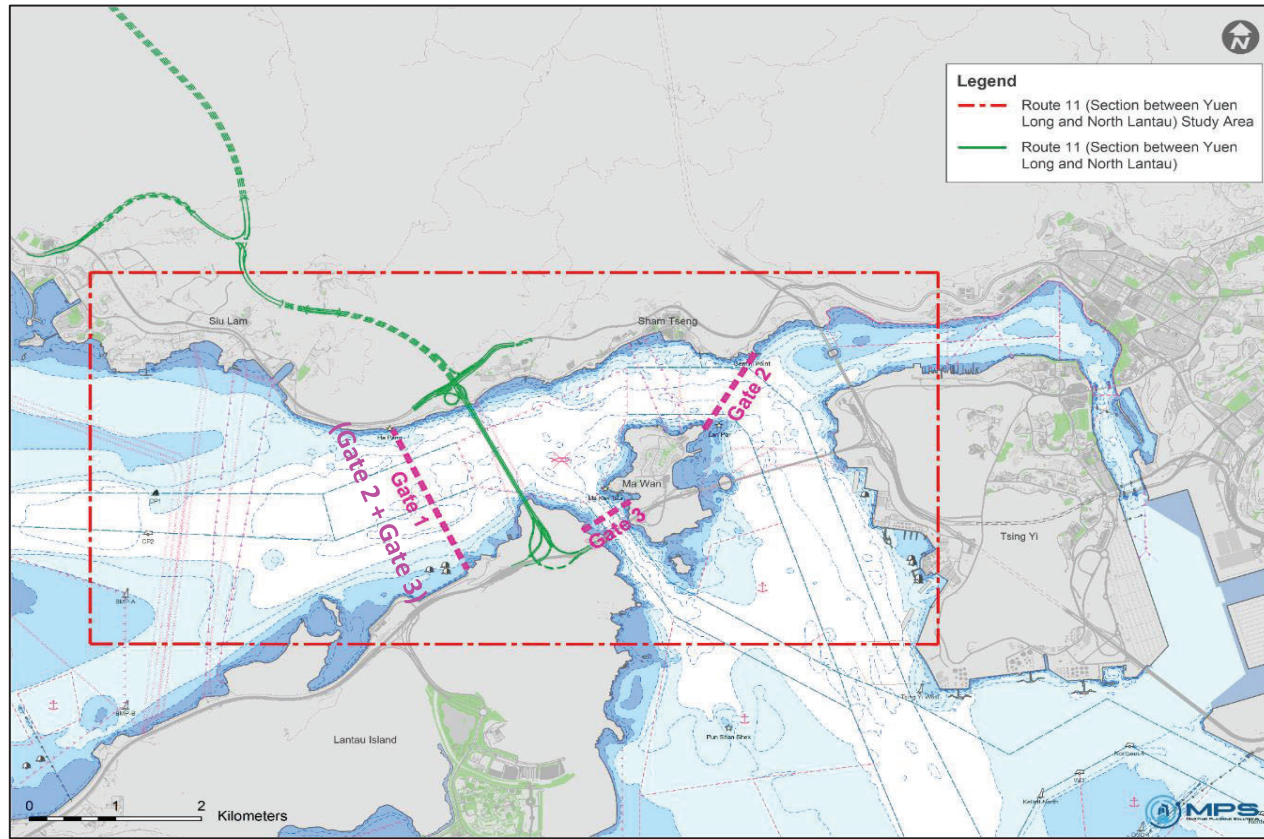 N
Legend
Route 11 (Section between Yuen
Long and North Lantau) Study Area
Route 11 (Section between Yuen
Long and North Lantau)
Siu Lam
Sham Tseng
Gate 2
Gate 1
(Gate 2 + Gate 3)
Ma Wan
Gate 3
Tsing Yi
CP1
CP2
Lantau Island
0 1 2 Kilometers
MPS